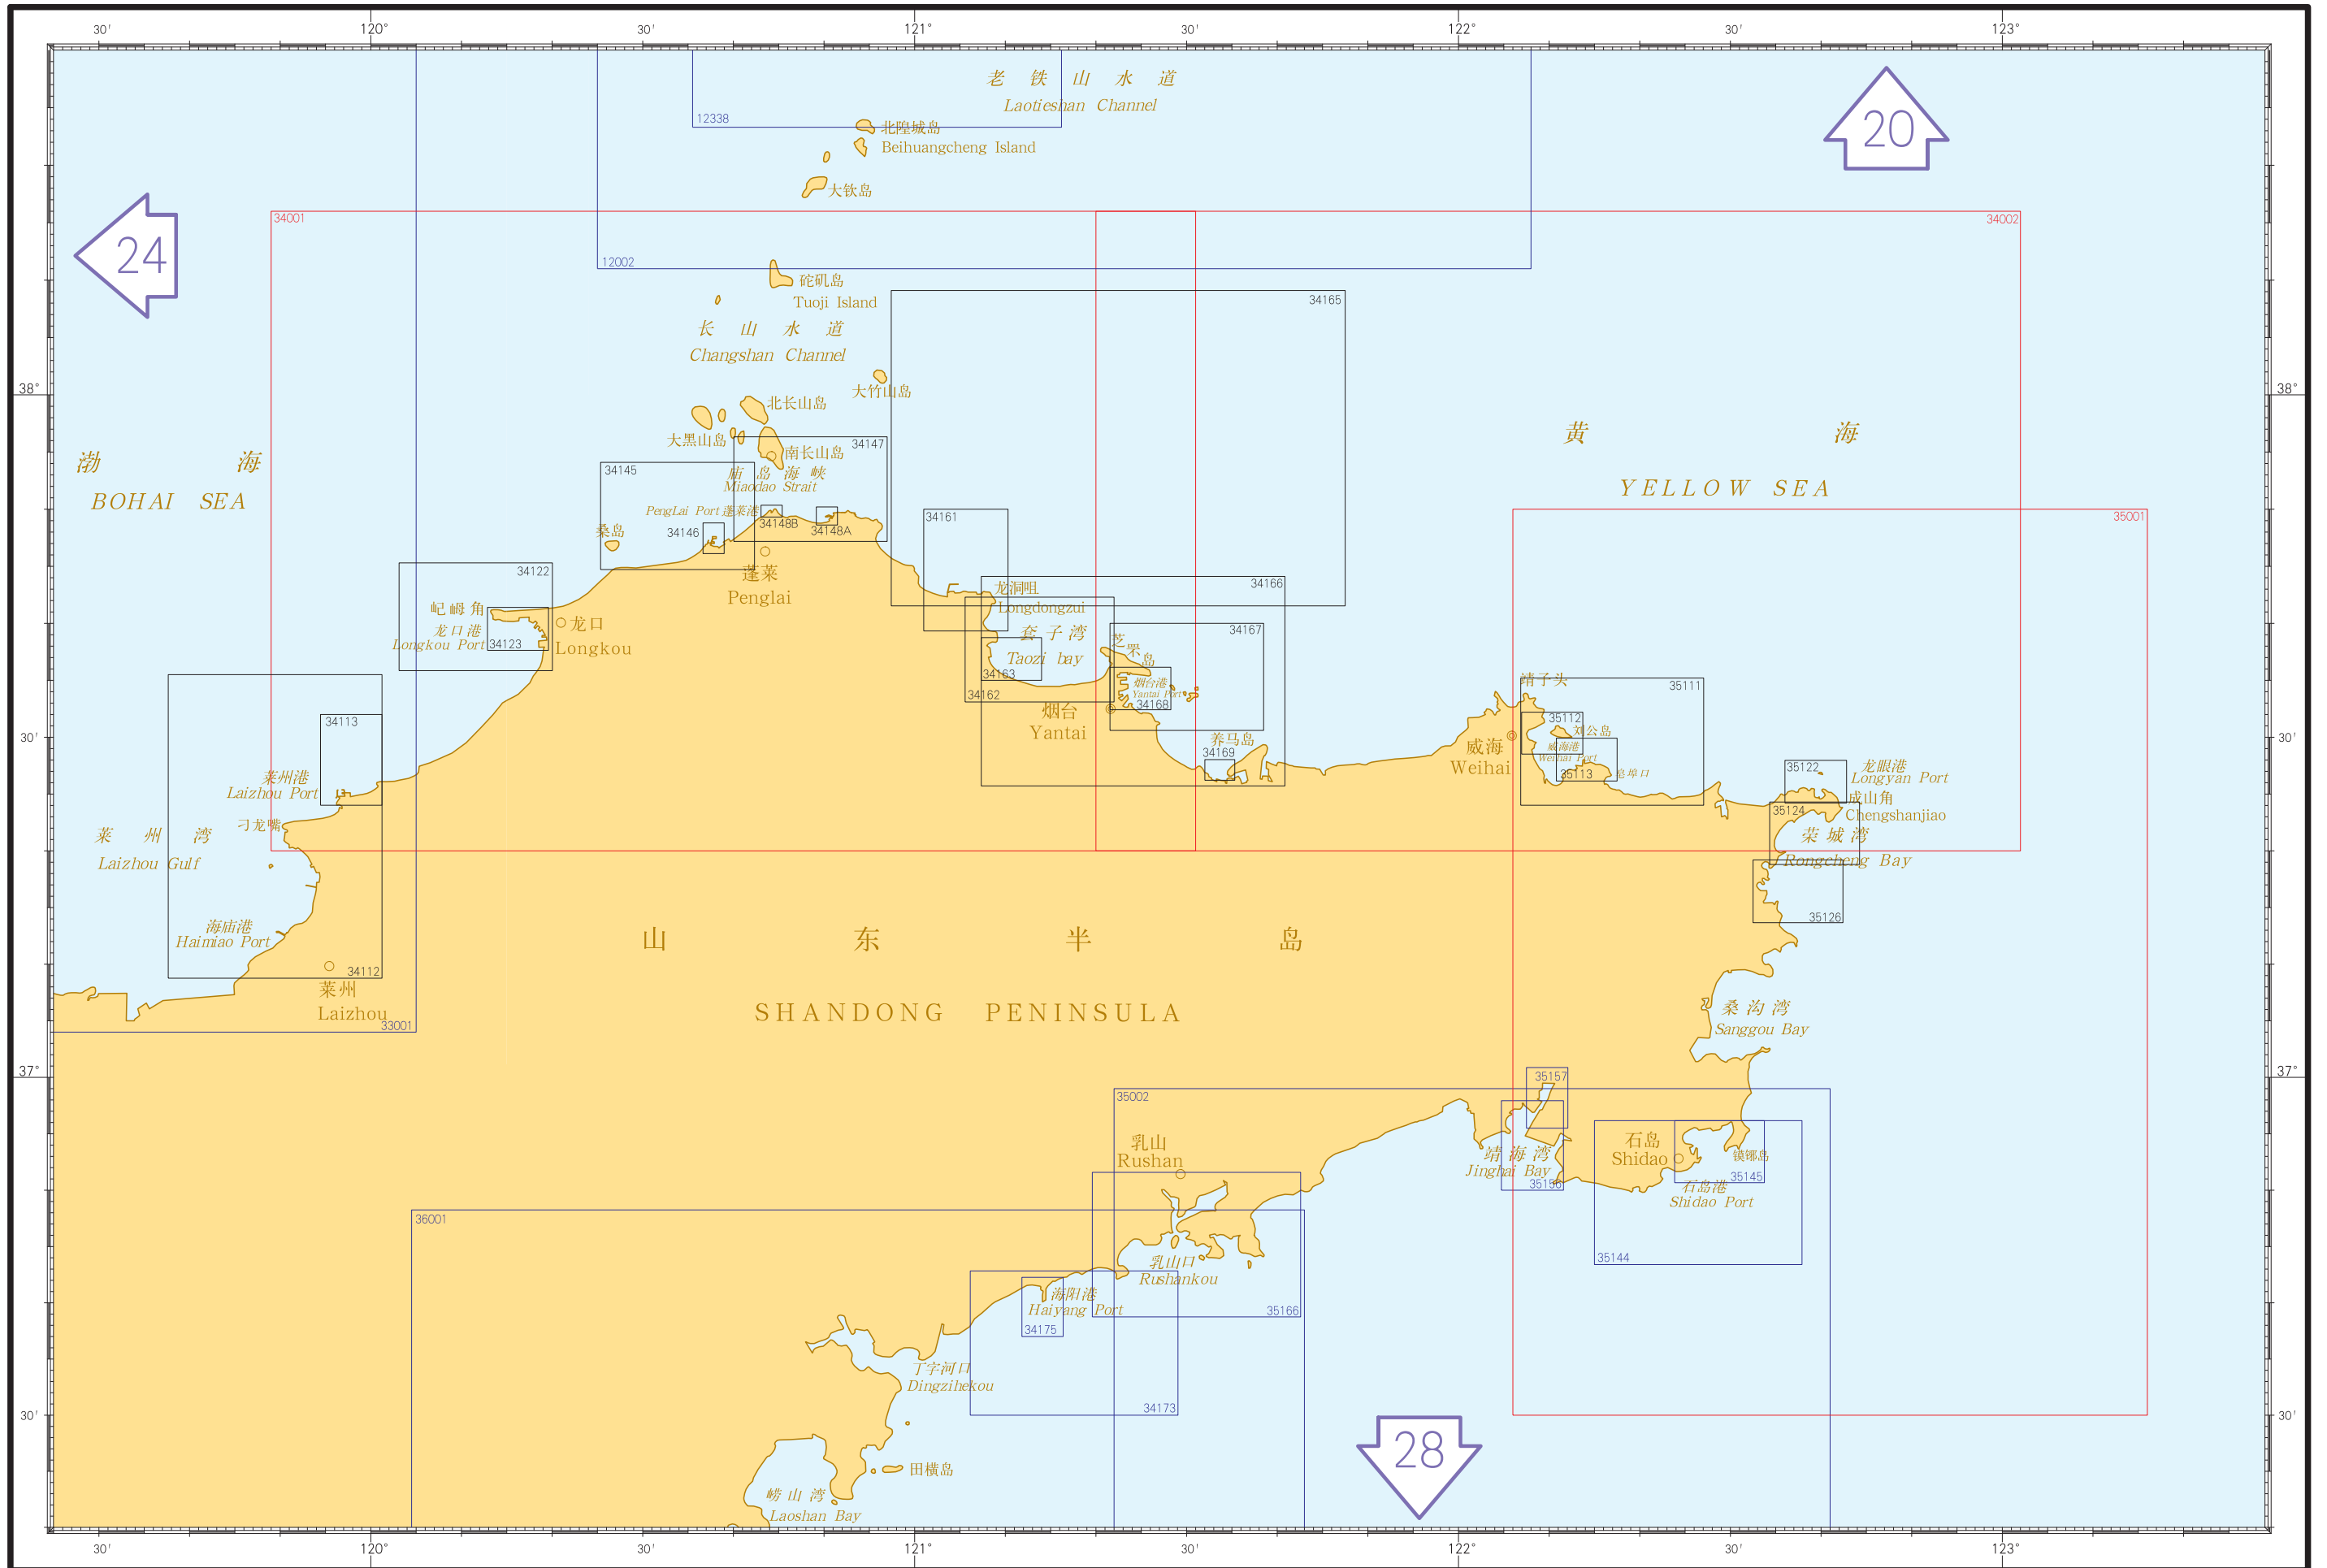 30′ 120° 30′ 121° 30′ 122° 30′ 123°
老铁山水道
Laotieshan Channel
12338
北隍城岛
Beihuangcheng Island
20
大钦岛
34001
34002
24
12002
砣矶岛
Tuoji Island
34165
长山水道
Changshan Channel
38°
38°
大竹山岛
北长山岛
大黑山岛
34147
南长山岛
渤海
BOHAI SEA
黄海
YELLOW SEA
34145
庙岛海峡
Miaodao Strait
PengLai Port 蓬莱港
34161
35001
桑岛
34146
34148B
34148A
蓬莱
Penglai
34122
34166
屺㟂角
龙口港
Longkou Port
34123
龙口
Longkou
龙洞咀
Longdongzui
34167
套子湾
Taozi bay
芝罘岛
34163
34162
烟台港
Yantai Port
34168
烟台
Yantai
靖子头
35111
34113
30′
30′
35112
刘公岛
威海
Weihai
威海港
Weihai Port
35113
皂埠口
养马岛
34169
35122
龙眼港
Longyan Port
莱州港
Laizhou Port
成山角
Chengshanjiao
35124
刁龙嘴
莱州湾
Laizhou Gulf
荣城湾
Rongcheng Bay
35126
海庙港
Haimiao Port
34112
山东半岛
SHANDONG PENINSULA
莱州
Laizhou
33001
桑沟湾
Sanggou Bay
37°
37°
35157
35002
乳山
Rushan
靖海湾
Jinghai Bay
35156
石岛
Shidao
镆铘岛
35145
石岛港
Shidao Port
36001
35144
乳山口
Rushankou
海阳港
Haiyang Port
35166
34175
丁字河口
Dingzihekou
34173
30′
30′
28
田横岛
崂山湾
Laoshan Bay
30′ 120° 30′ 121° 30′ 122° 30′ 123°